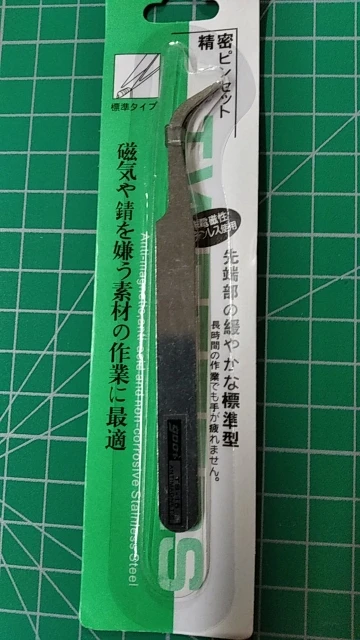 精密ピンセット
標準タイプ
磁気や錆を嫌う素材の作業に最適
Anti-magnetic, anti-acid and non-corrosive Stainless Steel
先端部の緩やかな標準型
長時間の作業でも手が疲れません。